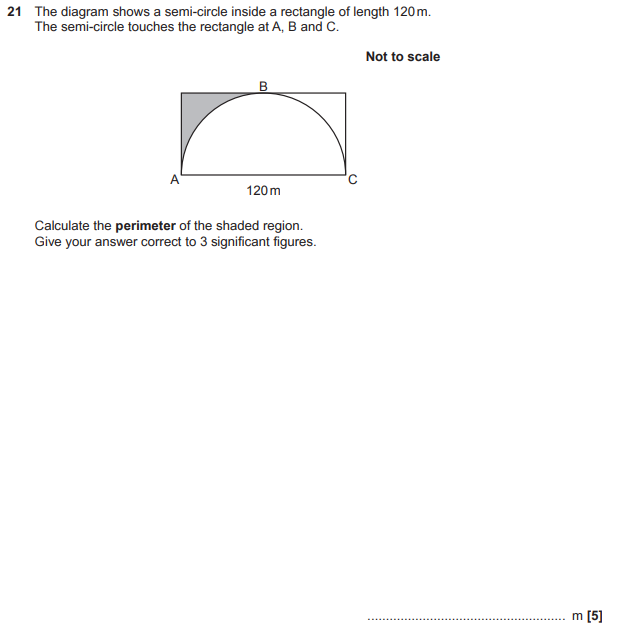 21 The diagram shows a semi-circle inside a rectangle of length 120 m.
The semi-circle touches the rectangle at A, B and C.
Not to scale
B
A
C
120 m
Calculate the perimeter of the shaded region.
Give your answer correct to 3 significant figures.
...................................................... m [5]